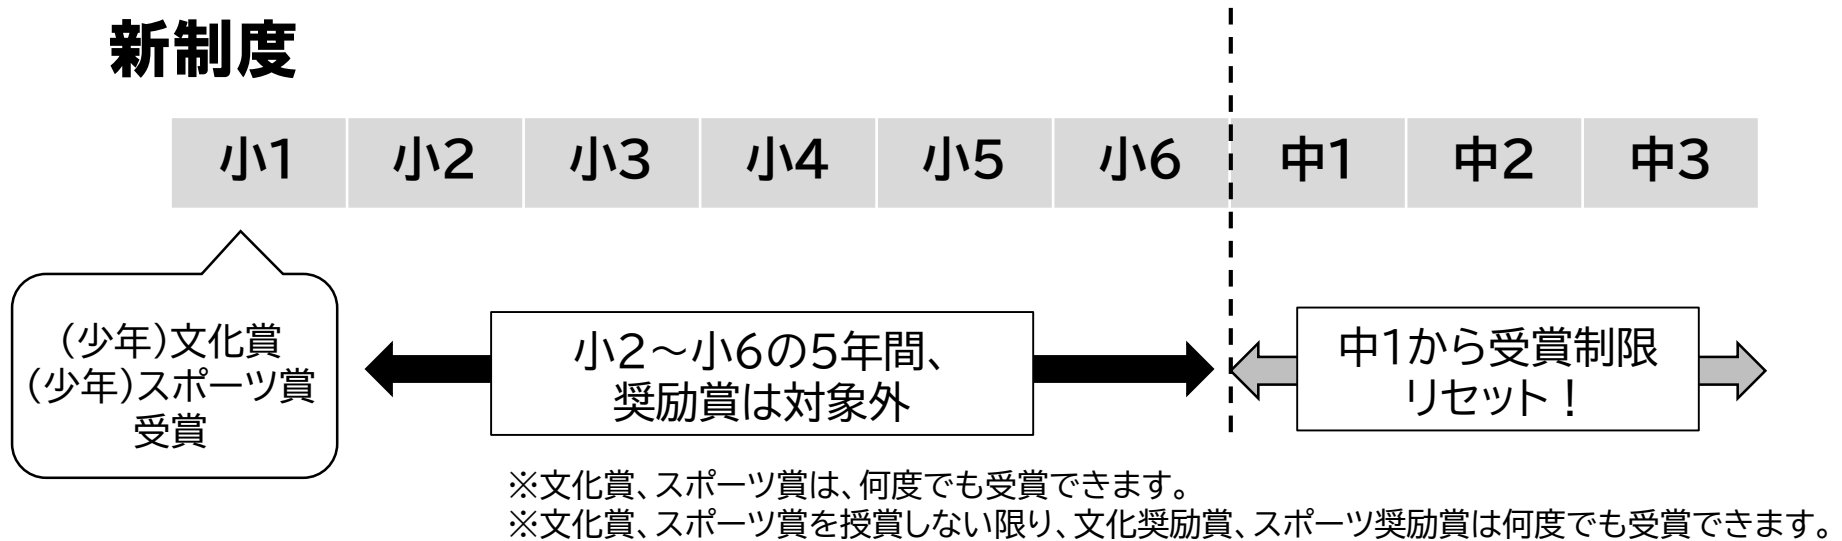 新制度
小1 小2 小3 小4 小5 小6 中1 中2 中3
(少年)文化賞
(少年)スポーツ賞
受賞
小2～小6の5年間、
奨励賞は対象外
中1から受賞制限
リセット！
※文化賞、スポーツ賞は、何度でも受賞できます。
※文化賞、スポーツ賞を授賞しない限り、文化奨励賞、スポーツ奨励賞は何度でも受賞できます。